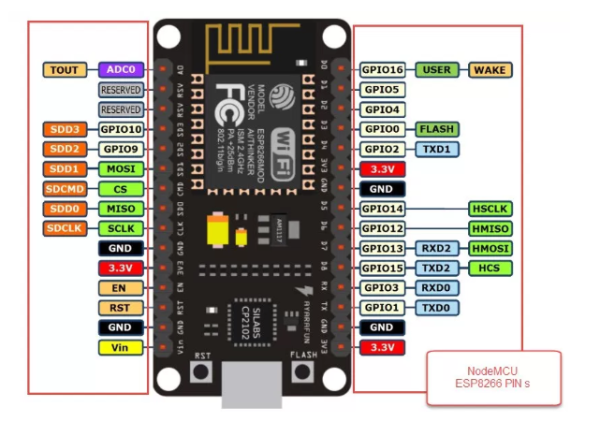 TOUT ADC0 A0
RESERVED RSV
RESERVED RSV
SDD3 GPIO10 SD3
SDD2 GPIO9 SD2
SDD1 MOSI SD1
SDCMD CS CMD
SDD0 MISO SD0
SDCLK SCLK CLK
GND GND
3.3V 3V3
EN EN
RST RST
GND GND
Vin Vin
MODEL
VENDOR
ESP8266MOD
AI/THINKER
ISM 2.4GHz
PA +25dBm
802.11b/g/n
FC
WiFi
AM1117
SILABS
CP2102
AYARAFUN
RST
FLASH
D0 GPIO16 USER WAKE
D1 GPIO5
D2 GPIO4
D3 GPIO0 FLASH
D4 GPIO2 TXD1
3V3 3.3V
GND GND
D5 GPIO14 HSCLK
D6 GPIO12 HMISO
D7 GPIO13 RXD2 HMOSI
D8 GPIO15 TXD2 HCS
RX GPIO3 RXD0
TX GPIO1 TXD0
GND GND
3V3 3.3V
NodeMCU
ESP8266 PIN s